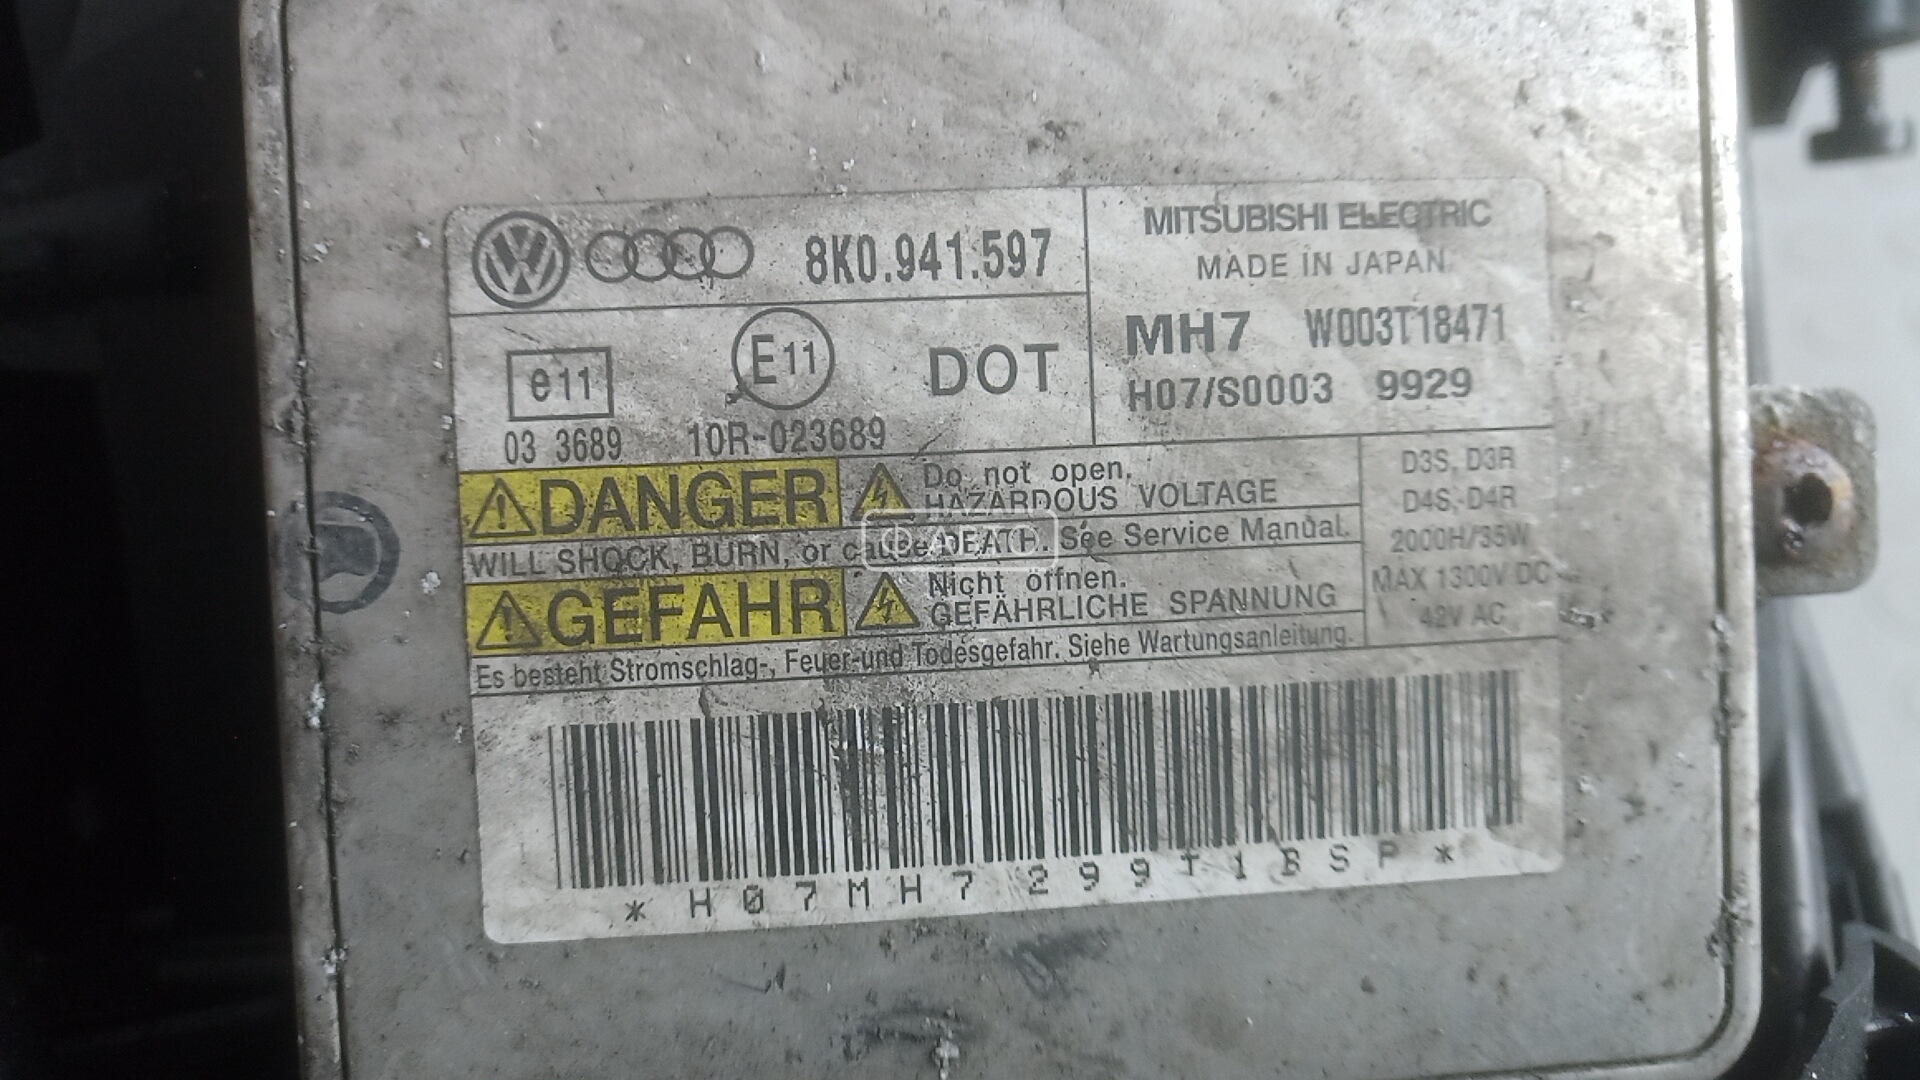 8K0.941.597
MITSUBISHI ELECTRIC
MADE IN JAPAN
MH7 W003T18471
H07/S0003 9929
e11 E11 DOT
03 3689 10R-023689
DANGER
Do not open.
HAZARDOUS VOLTAGE
WILL SHOCK, BURN, or cause DEATH. See Service Manual.
GEFAHR
Nicht öffnen.
GEFÄHRLICHE SPANNUNG
Es besteht Stromschlag-, Feuer-und Todesgefahr. Siehe Wartungsanleitung.
D3S, D3R
D4S, D4R
2000H/35W
MAX 1300V DC
42V AC
*H07MH7299T1BSP*